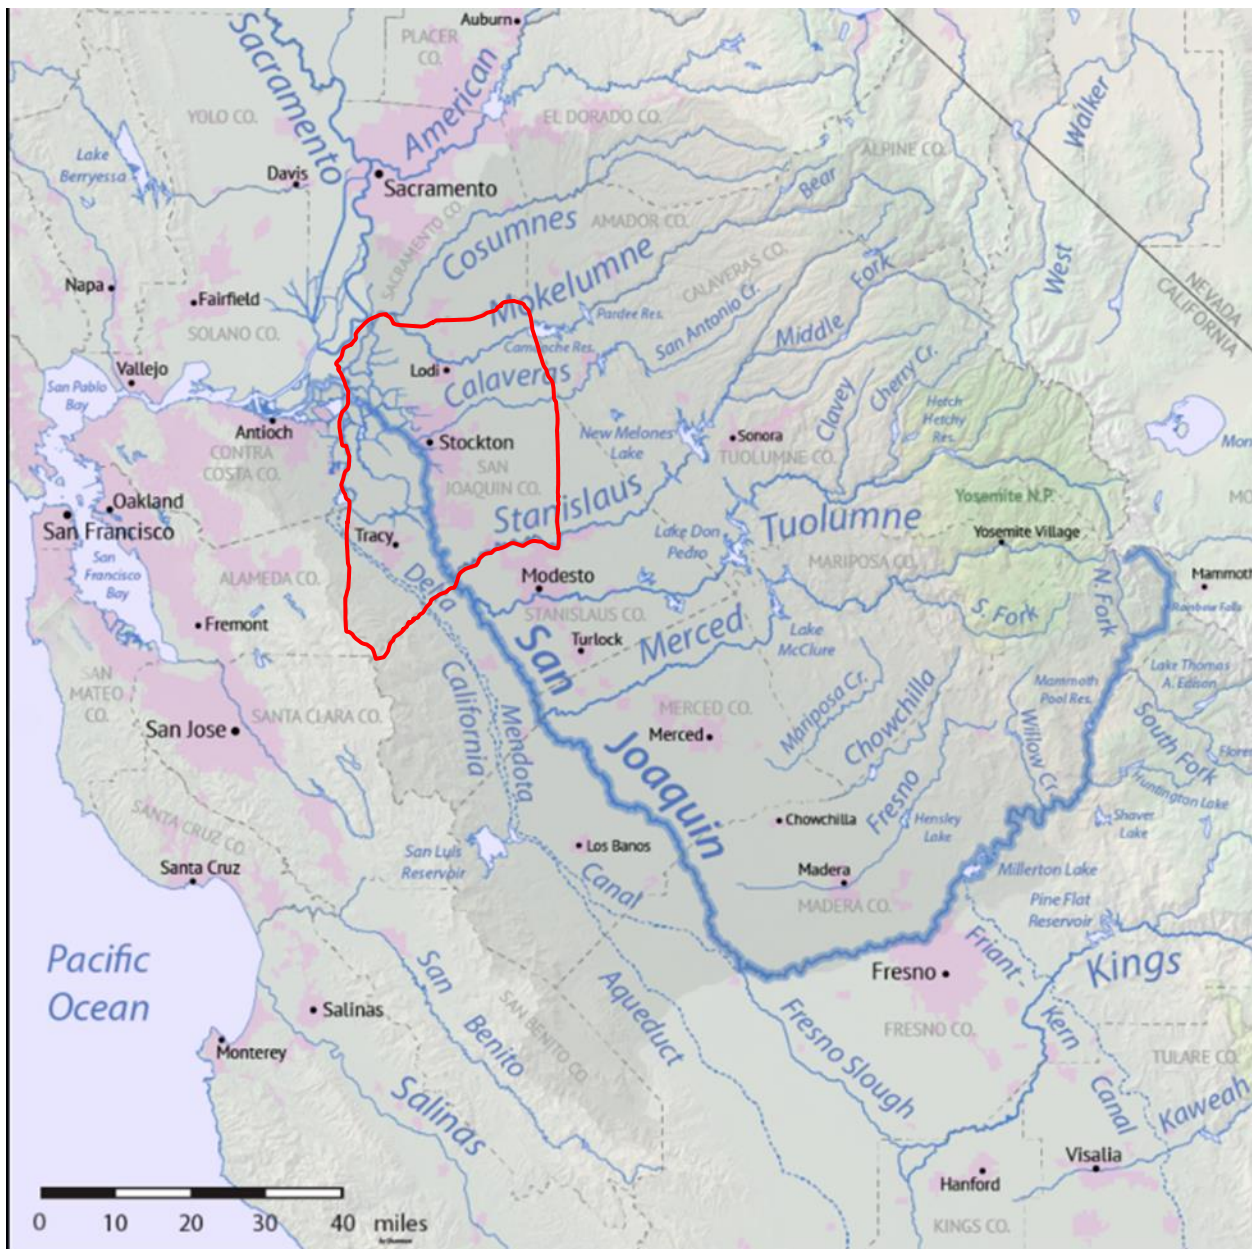 Auburn
PLACER
CO.
Sacramento
American
YOLO CO.
EL DORADO CO.
Walker
Lake
Berryessa
Davis
Sacramento
ALPINE CO.
Bear
SACRAMENTO CO.
Cosumnes
AMADOR CO.
Mokelumne
CALAVERAS CO.
Fork
West
NEVADA
CALIFORNIA
Napa
Fairfield
SOLANO CO.
Pardee Res.
San Antonio Cr.
Middle
Camanche Res.
Vallejo
San Pablo
Bay
Lodi
Calaveras
Clavey
Cherry Cr.
Hetch
Hetchy
Res.
Antioch
CONTRA
COSTA CO.
Stockton
New Melones
Lake
Sonora
TUOLUMNE CO.
SAN
JOAQUIN CO.
Stanislaus
Oakland
San Francisco
Yosemite N.P.
Tuolumne
Yosemite Village
Lake Don
Pedro
San
Francisco
Bay
Tracy
MARIPOSA CO.
ALAMEDA CO.
Delta
Modesto
N. Fork
Mammoth
Rainbow Falls
STANISLAUS CO.
S. Fork
Fremont
San
Turlock
Merced
Lake
McClure
SAN
MATEO
CO.
Lake Thomas
A. Edison
Mammoth
Pool Res.
California
Mendota
SANTA CLARA CO.
San Jose
Mariposa Cr.
Chowchilla
MERCED CO.
Merced
Willow Cr.
South Fork
Joaquin
Huntington Lake
SANTA CRUZ CO.
Chowchilla
Fresno
Hensley
Lake
Shaver
Lake
Los Banos
San Luis
Reservoir
Santa Cruz
Canal
Madera
MADERA CO.
Millerton Lake
Pine Flat
Reservoir
Pacific
Ocean
San
Benito
Fresno
Friant-
Kern
Canal
Kings
Salinas
SAN BENITO CO.
Aqueduct
Fresno Slough
FRESNO CO.
Monterey
TULARE CO.
Salinas
Kaweah
Visalia
Hanford
KINGS CO.
0 10 20 30 40 miles